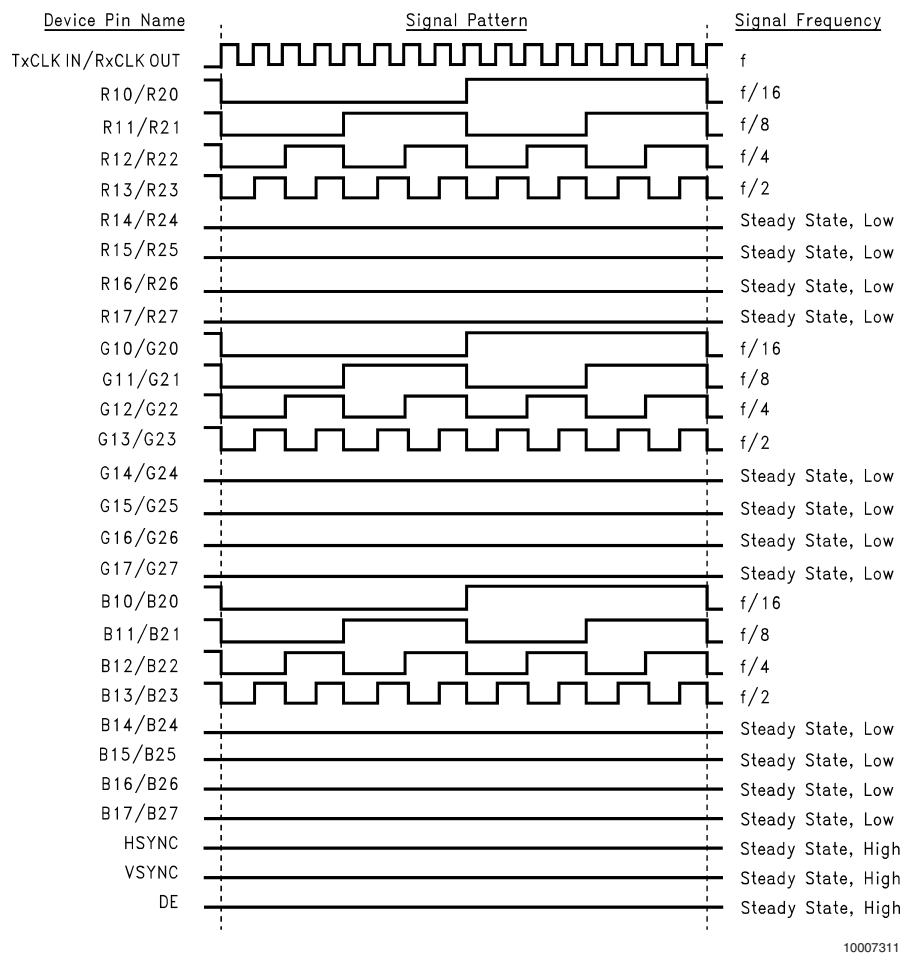 Device Pin Name Signal Pattern Signal Frequency
TxCLK IN/RxCLK OUT f
R10/R20 f/16
R11/R21 f/8
R12/R22 f/4
R13/R23 f/2
R14/R24 Steady State, Low
R15/R25 Steady State, Low
R16/R26 Steady State, Low
R17/R27 Steady State, Low
G10/G20 f/16
G11/G21 f/8
G12/G22 f/4
G13/G23 f/2
G14/G24 Steady State, Low
G15/G25 Steady State, Low
G16/G26 Steady State, Low
G17/G27 Steady State, Low
B10/B20 f/16
B11/B21 f/8
B12/B22 f/4
B13/B23 f/2
B14/B24 Steady State, Low
B15/B25 Steady State, Low
B16/B26 Steady State, Low
B17/B27 Steady State, Low
HSYNC Steady State, High
VSYNC Steady State, High
DE Steady State, High
10007311